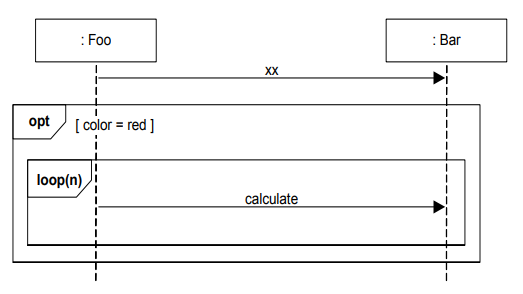 : Foo
: Bar
xx
opt
[ color = red ]
loop(n)
calculate